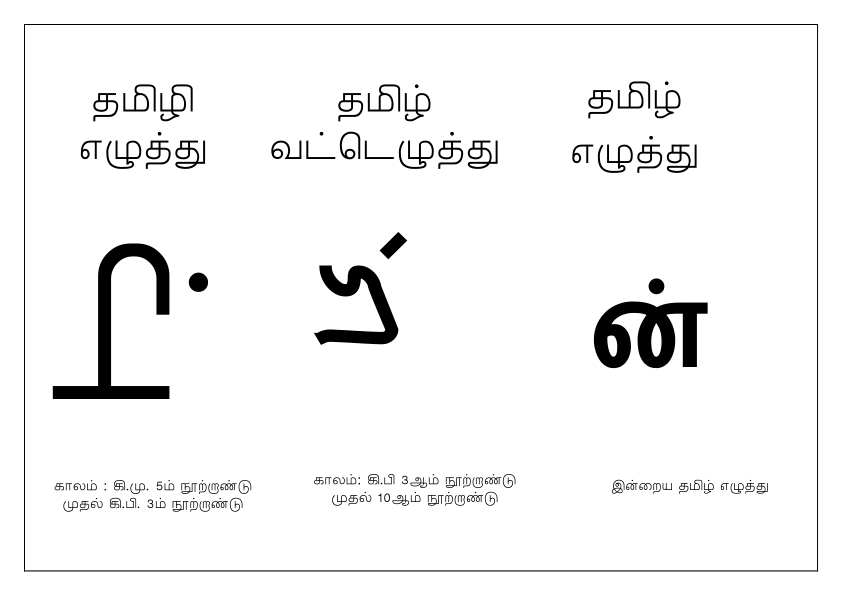 தமிழி
எழுத்து
தமிழ்
வட்டெழுத்து
தமிழ்
எழுத்து
𑀷𑁆
ன்
காலம் : கி.மு. 5ம் நூற்றாண்டு
முதல் கி.பி. 3ம் நூற்றாண்டு
காலம்: கி.பி 3ஆம் நூற்றாண்டு
முதல் 10ஆம் நூற்றாண்டு
இன்றைய தமிழ் எழுத்து